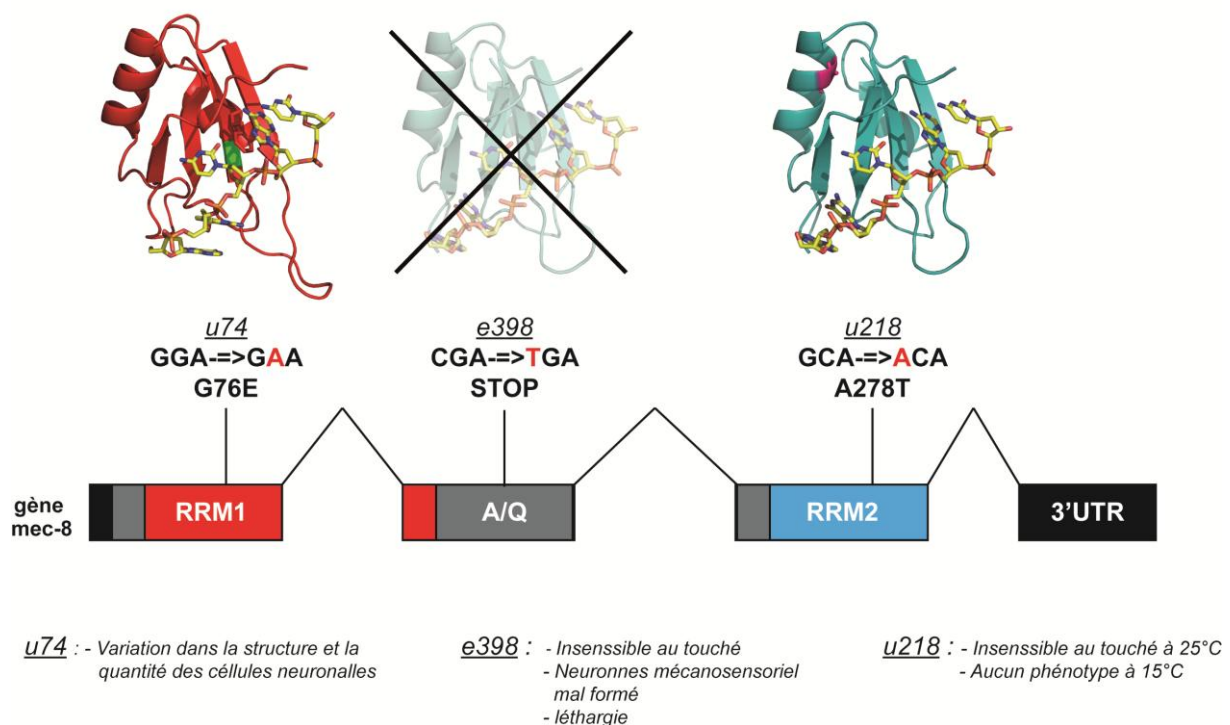 u74
GGA-=>GAA
G76E
e398
CGA-=>TGA
STOP
u218
GCA-=>ACA
A278T
gène
mec-8
RRM1
A/Q
RRM2
3'UTR
u74 : - Variation dans la structure et la
quantité des céllules neuronalles
e398 : - Insenssible au touché
- Neuronnes mécanosensoriel
mal formé
- léthargie
u218 : - Insenssible au touché à 25°C
- Aucun phénotype à 15°C